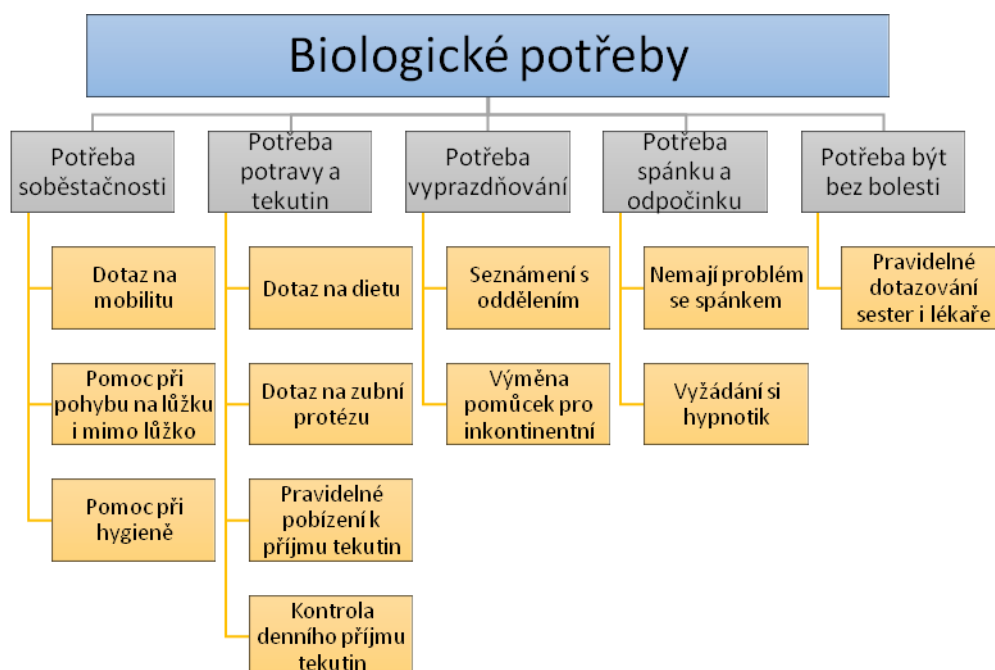 Biologické potřeby
Potřeba
soběstačnosti
Potřeba
potravy a
tekutin
Potřeba
vyprazdňování
Potřeba
spánku a
odpočinku
Potřeba být
bez bolesti
Dotaz na
mobilitu
Pomoc při
pohybu na lůžku
i mimo lůžko
Pomoc při
hygieně
Dotaz na dietu
Dotaz na zubní
protézu
Pravidelné
pobízení k
příjmu tekutin
Kontrola
denního příjmu
tekutin
Seznámení s
oddělením
Výměna
pomůcek pro
inkontinentní
Nemají problém
se spánkem
Vyžádání si
hypnotik
Pravidelné
dotazování
sester i lékaře